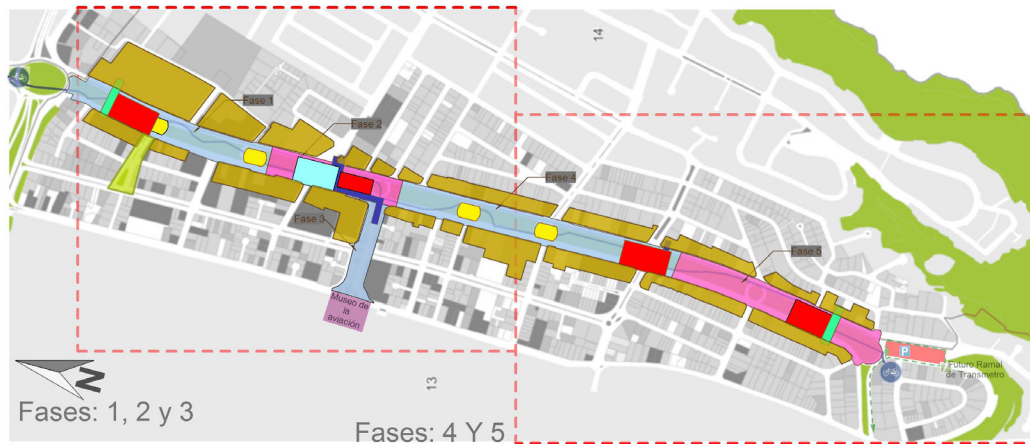 14
Fase 1
Fase 2
Fase 4
Fase 3
Fase 5
Museo de
la
aviación
P
Futuro Ramal
de Transmetro
N
13
Fases: 1, 2 y 3
Fases: 4 Y 5